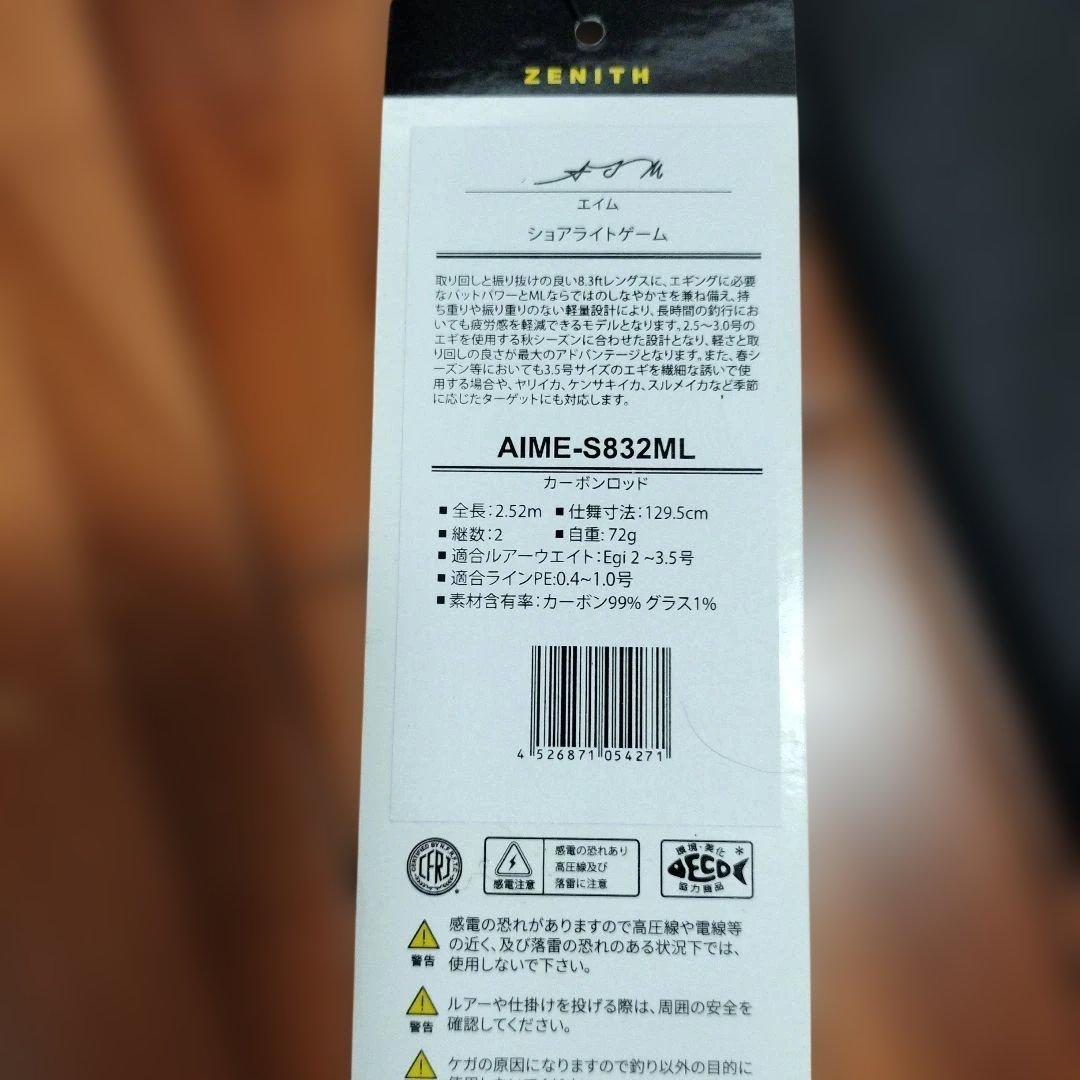 ZENITH
AIM
エイム
ショアライトゲーム
取り回しと振り抜けの良い8.3ftレングスに、エギングに必要
なバットパワーとMLならではのしなやかさを兼ね備え、持
ち重りや振り重りのない軽量設計により、長時間の釣行にお
いても疲労感を軽減できるモデルとなります。2.5〜3.0号の
エギを使用する秋シーズンに合わせた設計となり、軽さと取
り回しの良さが最大のアドバンテージとなります。また、春シ
ーズン等においても3.5号サイズのエギを繊細な誘いで使
用する場合や、ヤリイカ、ケンサキイカ、スルメイカなど季節
に応じたターゲットにも対応します。
AIME-S832ML
カーボンロッド
■ 全長：2.52m ■ 仕舞寸法：129.5cm
■ 継数：2 ■ 自重: 72g
■ 適合ルアーウエイト：Egi 2 ~3.5号
■ 適合ラインPE:0.4~1.0号
■ 素材含有率：カーボン99% グラス1%
4 526871 054271
CERTIFIED BY
CFRJ
感電注意
感電の恐れあり
高圧線及び
落雷に注意
環境・美化
ECO
協力商品
警告
感電の恐れがありますので高圧線や電線等
の近く、及び落雷の恐れのある状況下では、
使用しないで下さい。
警告
ルアーや仕掛けを投げる際は、周囲の安全を
確認してください。
ケガの原因になりますので釣り以外の目的に